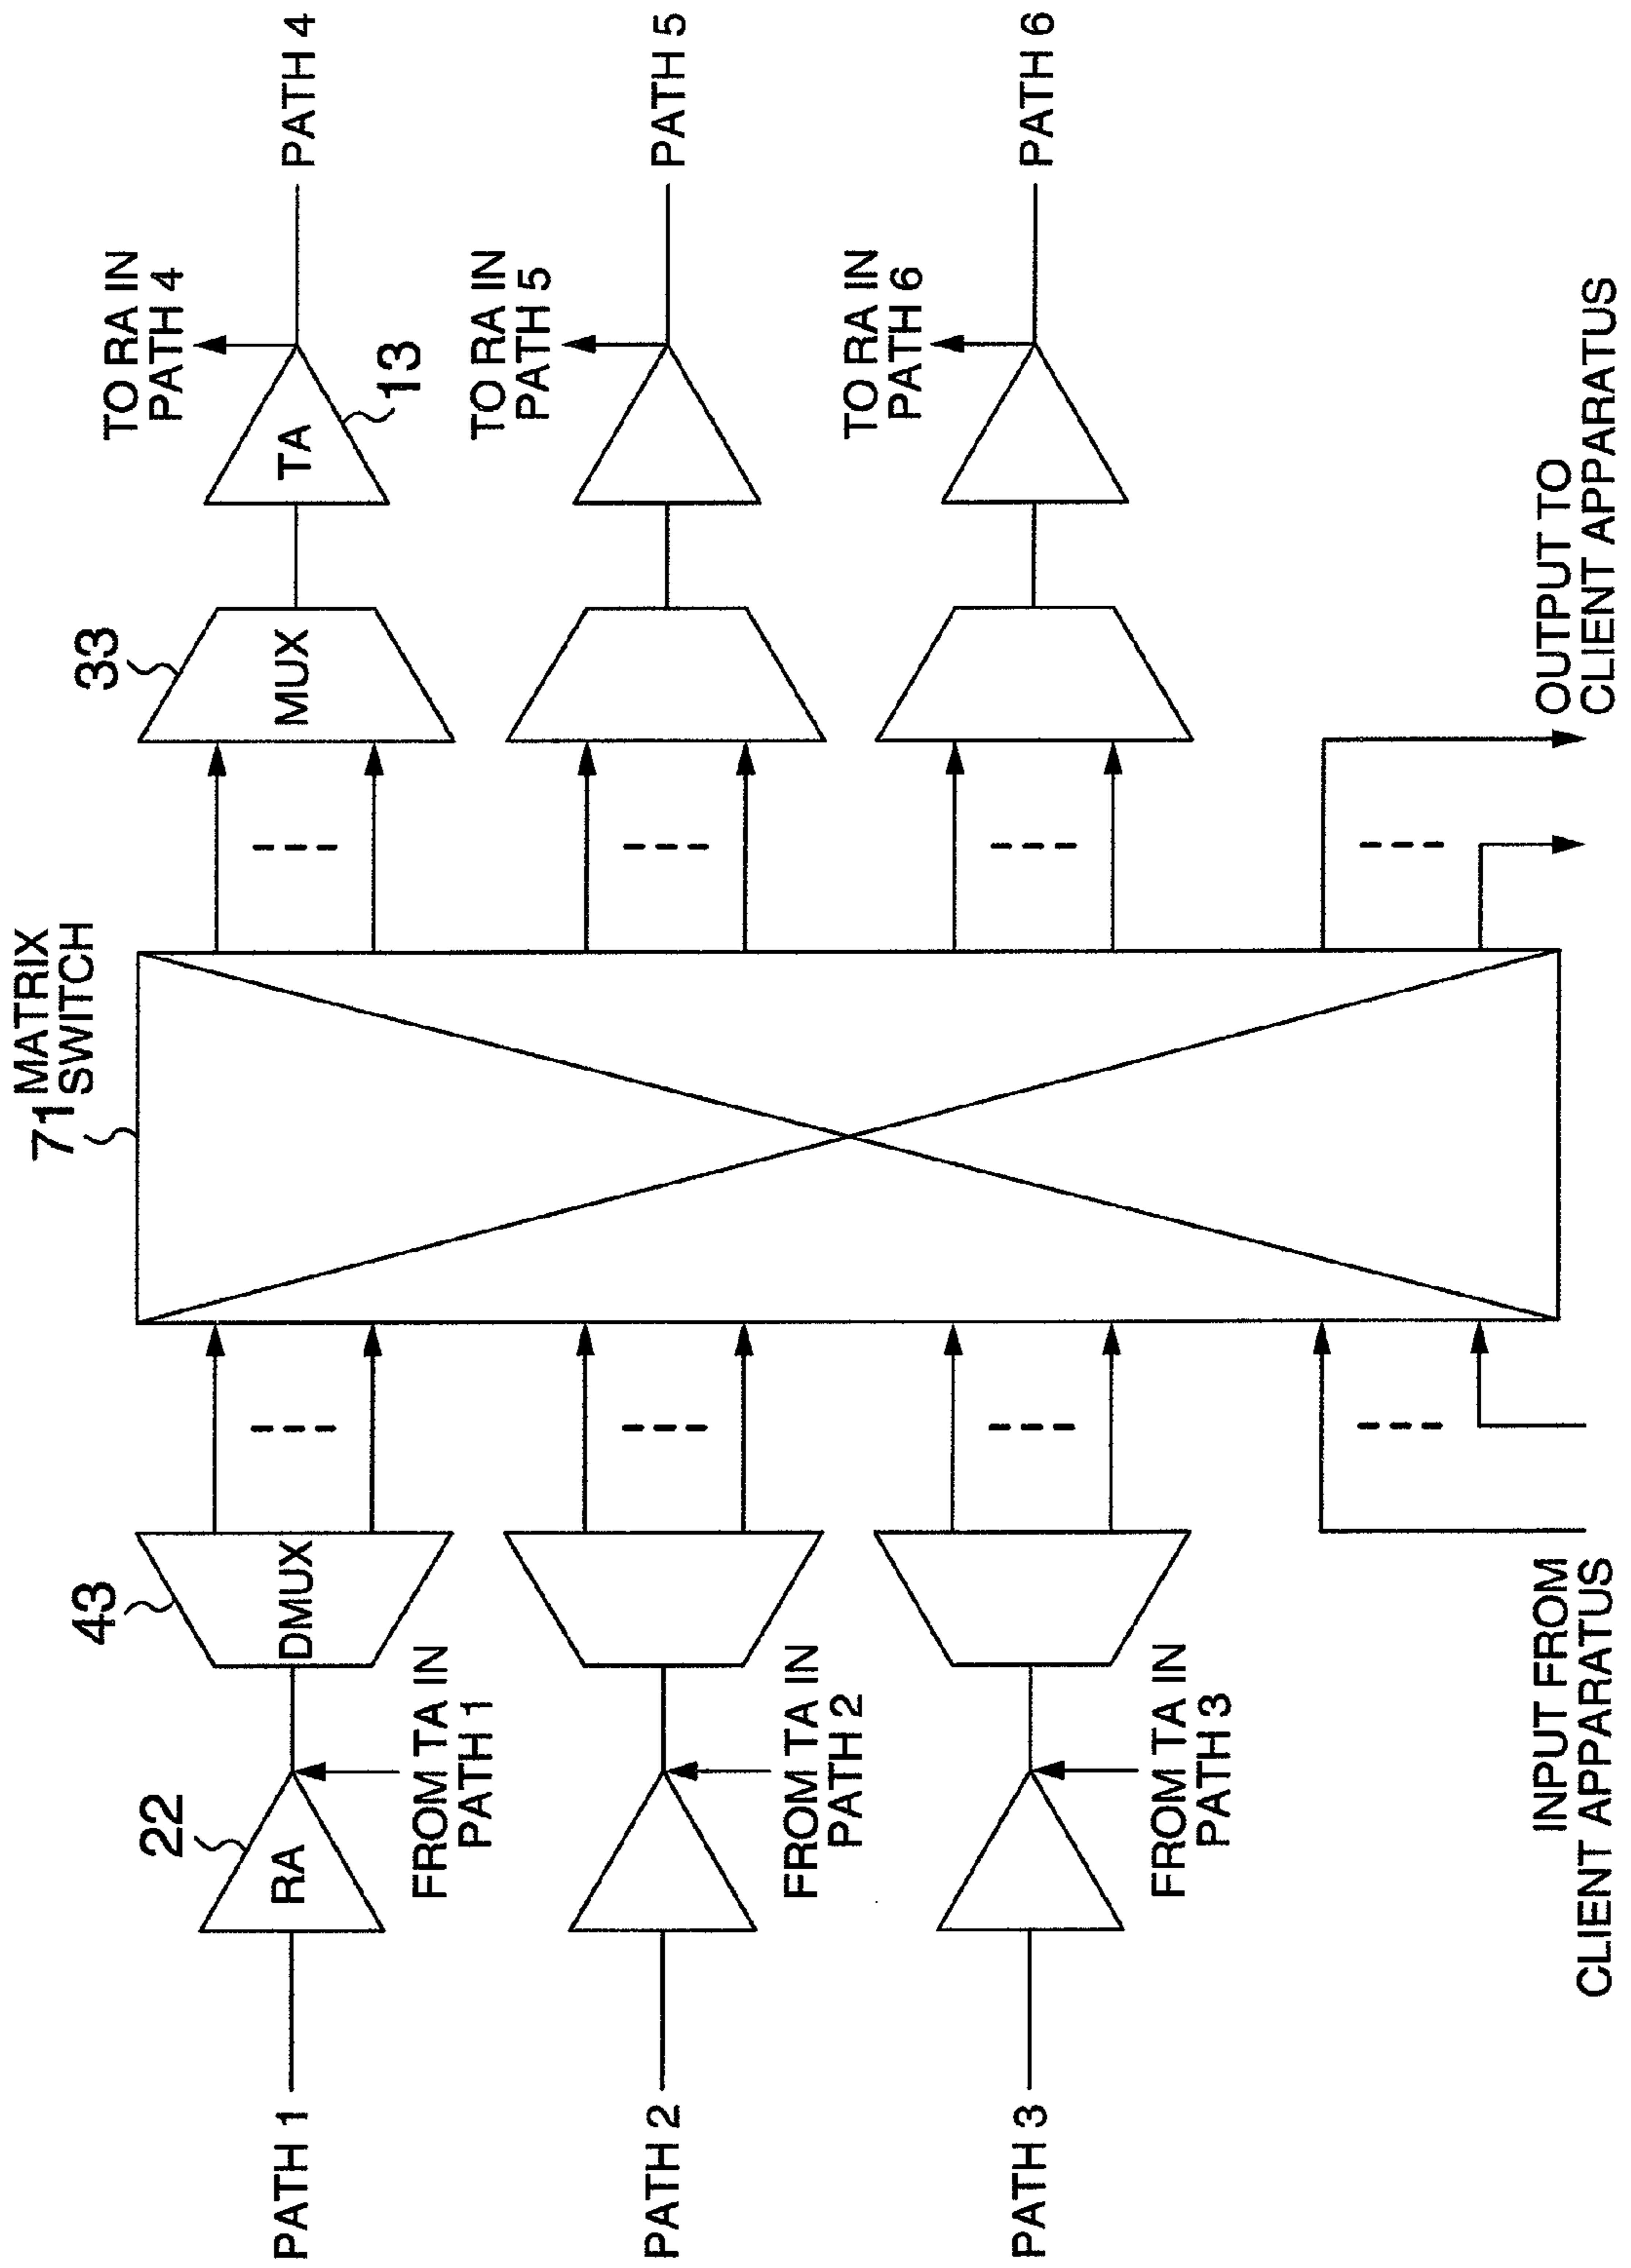 71
MATRIX
SWITCH
22
RA
43
DMUX
33
MUX
TA
13
TO RA IN
PATH 4
PATH 1
PATH 4
FROM TA IN
PATH 1
TO RA IN
PATH 5
PATH 2
PATH 5
FROM TA IN
PATH 2
TO RA IN
PATH 6
PATH 3
PATH 6
FROM TA IN
PATH 3
INPUT FROM
CLIENT APPARATUS
OUTPUT TO
CLIENT APPARATUS